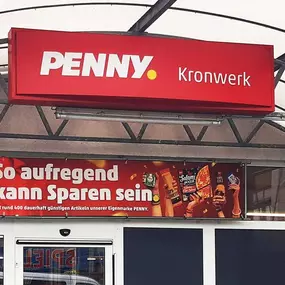 PENNY. Kronwerk
So aufregend
kann Sparen sein.
rund 400 dauerhaft günstigen Artikeln unserer Eigenmarke PENNY.